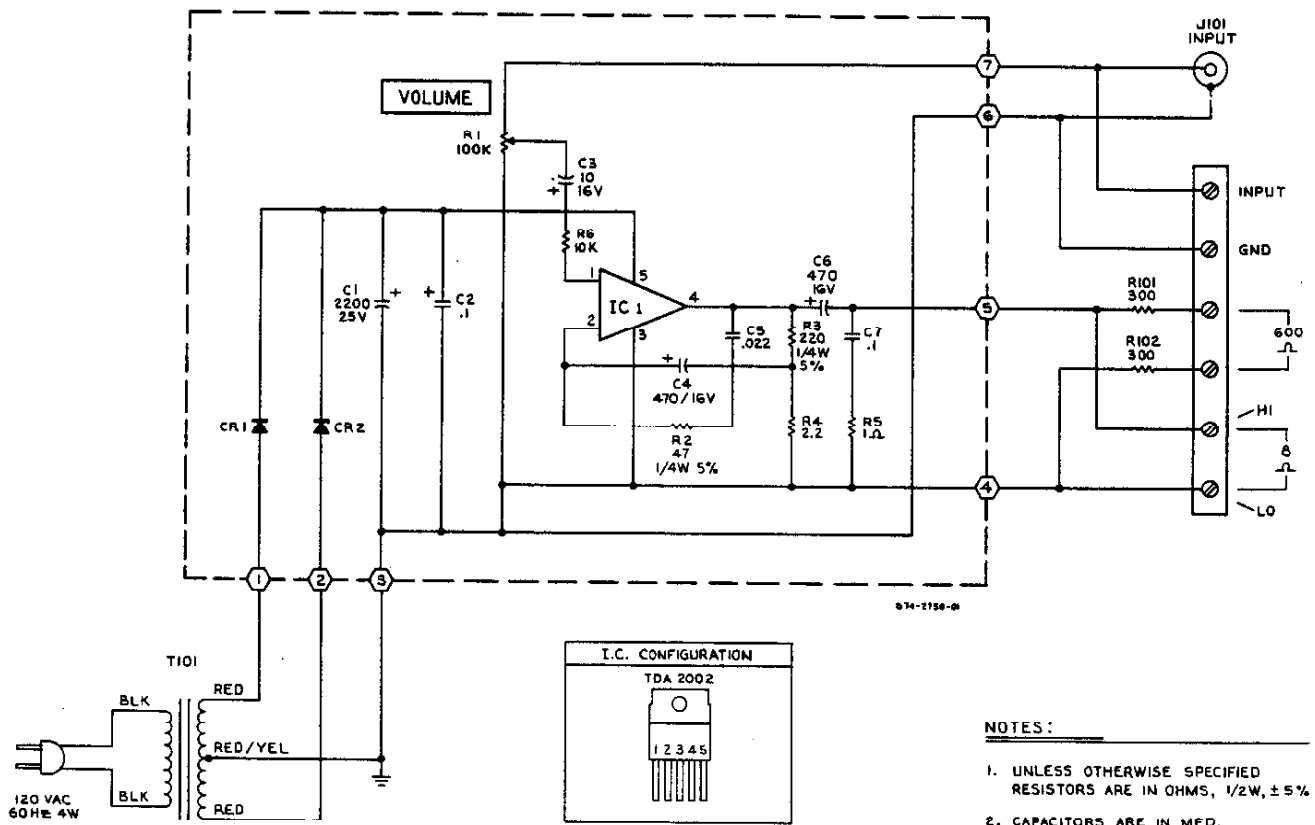 J101
INPUT
7
VOLUME
6
R1
100K
C3
10
16V
+
INPUT
R6
10K
GND
C1
2200
25V
+
+
C2
.1
1
5
IC 1
4
2
3
C6
470
16V
+
5
R101
300
C5
.022
R3
220
1/4W
5%
C7
.1
R102
300
600
Ω
+
C4
470/16V
HI
CR1
CR2
R2
47
1/4W 5%
R4
2.2
R5
1Ω
8
Ω
4
LO
1
2
3
T101
I.C. CONFIGURATION
TDA 2002
1 2 3 4 5
BLK
RED
RED/YEL
BLK
RED
120 VAC
60Hz 4W
NOTES:
1. UNLESS OTHERWISE SPECIFIED
RESISTORS ARE IN OHMS, 1/2W, ±5%
2. CAPACITORS ARE IN MFD.